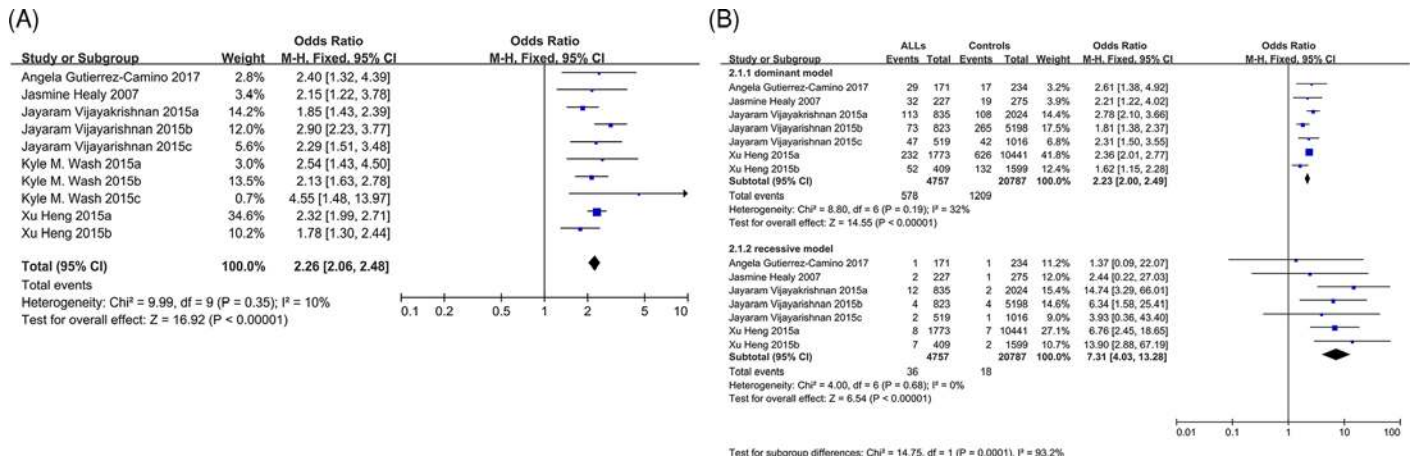 (A)
Odds Ratio Odds Ratio
Study or Subgroup Weight M-H, Fixed, 95% CI M-H, Fixed, 95% CI
Angela Gutierrez-Camino 2017 2.8% 2.40 [1.32, 4.39]
Jasmine Healy 2007 3.4% 2.15 [1.22, 3.78]
Jayaram Vijayakrishnan 2015a 14.2% 1.85 [1.43, 2.39]
Jayaram Vijayarishnan 2015b 12.0% 2.90 [2.23, 3.77]
Jayaram Vijayarishnan 2015c 5.6% 2.29 [1.51, 3.48]
Kyle M. Wash 2015a 3.0% 2.54 [1.43, 4.50]
Kyle M. Wash 2015b 13.5% 2.13 [1.63, 2.78]
Kyle M. Wash 2015c 0.7% 4.55 [1.48, 13.97]
Xu Heng 2015a 34.6% 2.32 [1.99, 2.71]
Xu Heng 2015b 10.2% 1.78 [1.30, 2.44]
Total (95% CI) 100.0% 2.26 [2.06, 2.48]
Total events
Heterogeneity: Chi² = 9.99, df = 9 (P = 0.35); I² = 10%
Test for overall effect: Z = 16.92 (P < 0.00001)
0.1 0.2 0.5 1 2 5 10
(B)
ALLs Controls Odds Ratio Odds Ratio
Study or Subgroup Events Total Events Total Weight M-H, Fixed, 95% CI M-H, Fixed, 95% CI
2.1.1 dominant model
Angela Gutierrez-Camino 2017 29 171 17 234 3.2% 2.61 [1.38, 4.92]
Jasmine Healy 2007 32 227 19 275 3.9% 2.21 [1.22, 4.02]
Jayaram Vijayakrishnan 2015a 113 835 108 2024 14.4% 2.78 [2.10, 3.66]
Jayaram Vijayarishnan 2015b 73 823 265 5198 17.5% 1.81 [1.38, 2.37]
Jayaram Vijayarishnan 2015c 47 519 42 1016 6.8% 2.31 [1.50, 3.55]
Xu Heng 2015a 232 1773 626 10441 41.8% 2.36 [2.01, 2.77]
Xu Heng 2015b 52 409 132 1599 12.4% 1.62 [1.15, 2.28]
Subtotal (95% CI) 4757 20787 100.0% 2.23 [2.00, 2.49]
Total events 578 1209
Heterogeneity: Chi² = 8.80, df = 6 (P = 0.19); I² = 32%
Test for overall effect: Z = 14.55 (P < 0.00001)
2.1.2 recessive model
Angela Gutierrez-Camino 2017 1 171 1 234 11.2% 1.37 [0.09, 22.07]
Jasmine Healy 2007 2 227 1 275 12.0% 2.44 [0.22, 27.03]
Jayaram Vijayakrishnan 2015a 12 835 2 2024 15.4% 14.74 [3.29, 66.01]
Jayaram Vijayarishnan 2015b 4 823 4 5198 14.6% 6.34 [1.58, 25.41]
Jayaram Vijayarishnan 2015c 2 519 1 1016 9.0% 3.93 [0.36, 43.40]
Xu Heng 2015a 8 1773 7 10441 27.1% 6.76 [2.45, 18.65]
Xu Heng 2015b 7 409 2 1599 10.7% 13.90 [2.88, 67.19]
Subtotal (95% CI) 4757 20787 100.0% 7.31 [4.03, 13.28]
Total events 36 18
Heterogeneity: Chi² = 4.00, df = 6 (P = 0.68); I² = 0%
Test for overall effect: Z = 6.54 (P < 0.00001)
0.01 0.1 1 10 100
Test for subgroup differences: Chi² = 14.75, df = 1 (P = 0.0001), I² = 93.2%